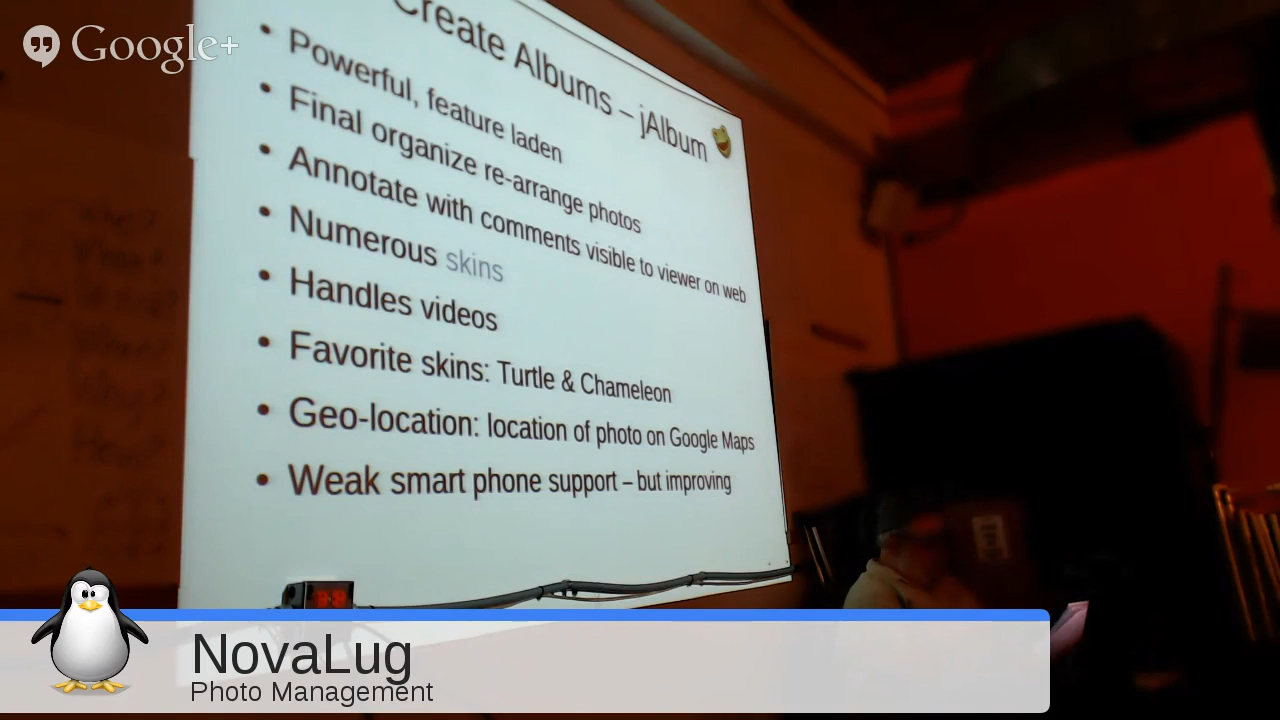 Google+
Create Albums – jAlbum
• Powerful, feature laden
• Final organize re-arrange photos
• Annotate with comments visible to viewer on web
• Numerous skins
• Handles videos
• Favorite skins: Turtle & Chameleon
• Geo-location: location of photo on Google Maps
• Weak smart phone support – but improving
NovaLug
Photo Management